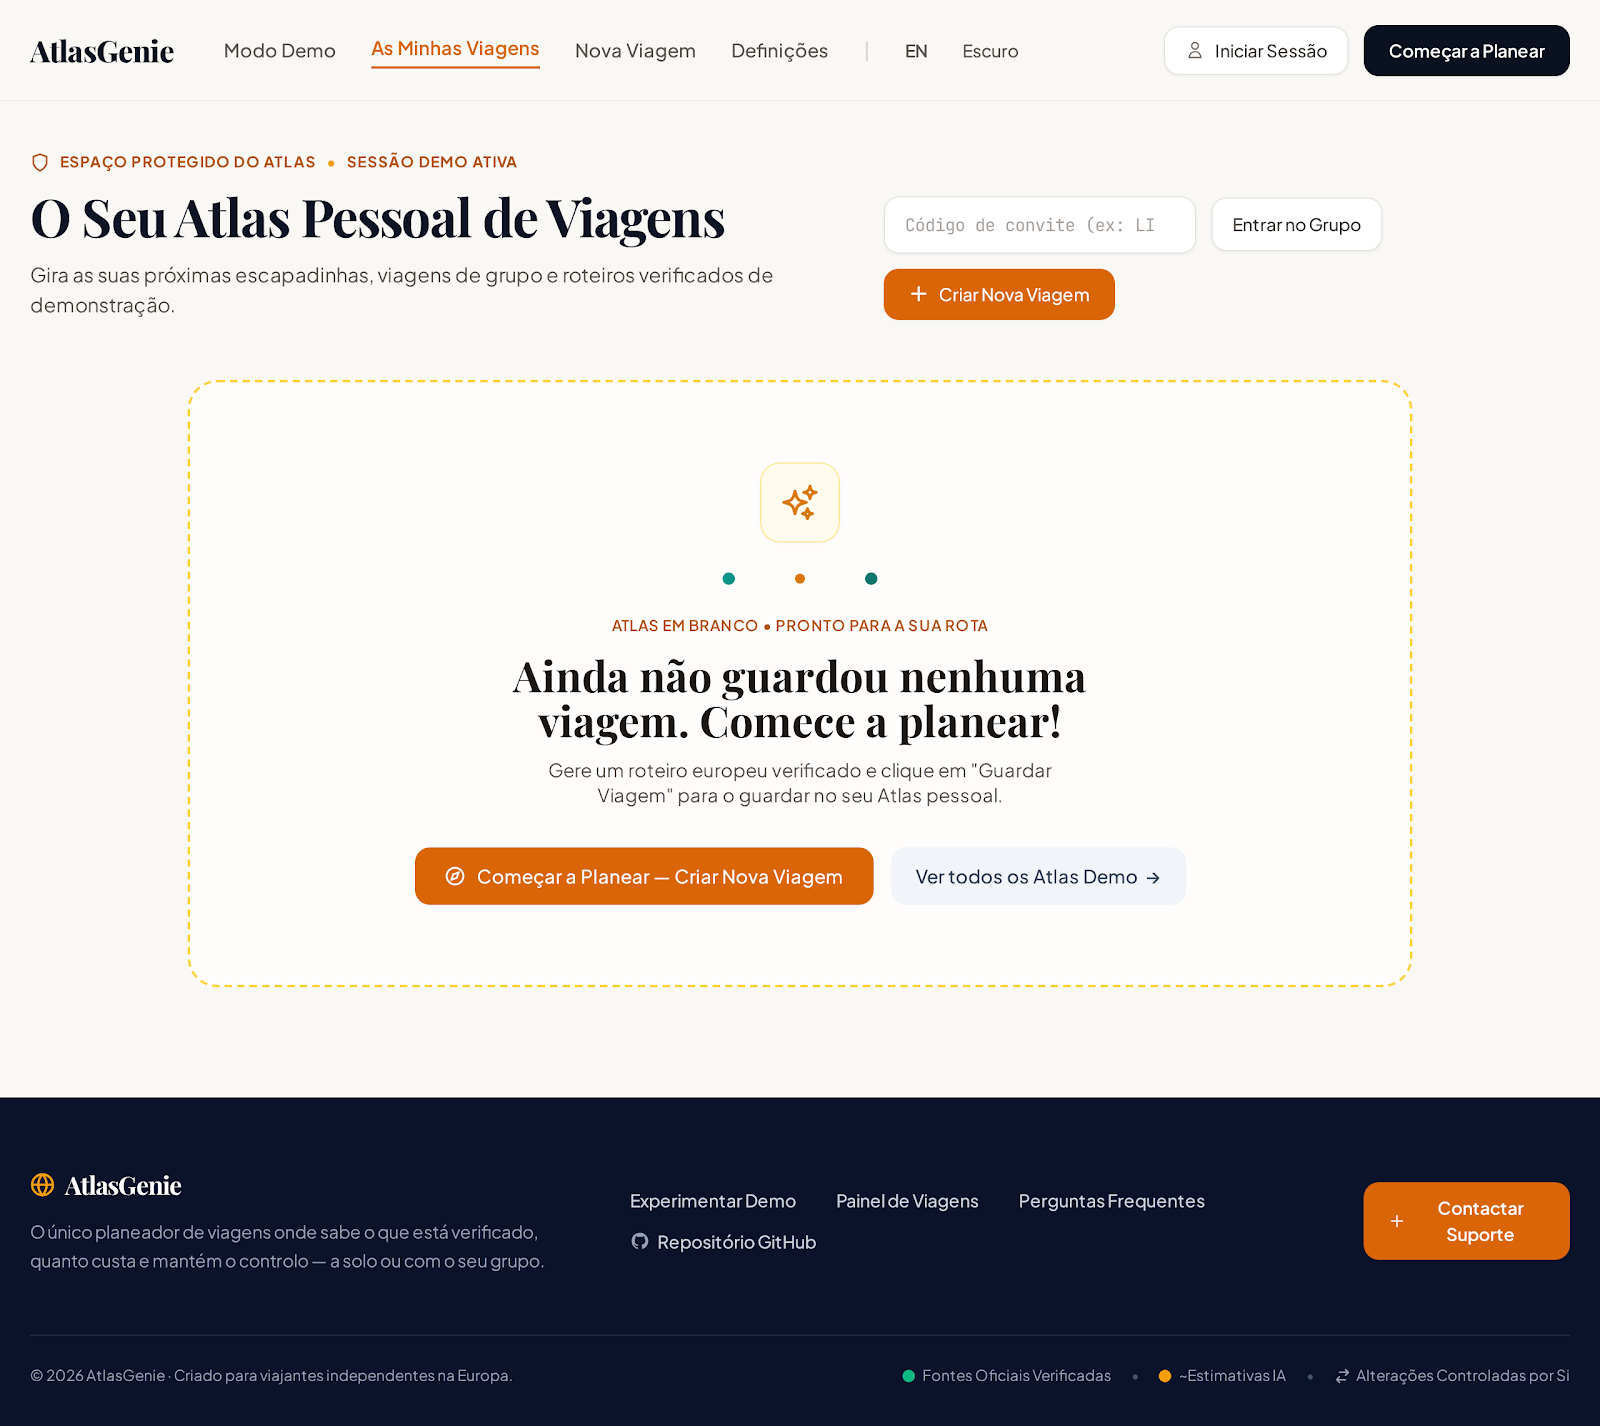 AtlasGenie
Modo Demo
As Minhas Viagens
Nova Viagem
Definições
|
EN
Escuro
Iniciar Sessão
Começar a Planear
ESPAÇO PROTEGIDO DO ATLAS • SESSÃO DEMO ATIVA
O Seu Atlas Pessoal de Viagens
Gira as suas próximas escapadinhas, viagens de grupo e roteiros verificados de
demonstração.
Código de convite (ex: LI
Entrar no Grupo
+ Criar Nova Viagem
ATLAS EM BRANCO • PRONTO PARA A SUA ROTA
Ainda não guardou nenhuma
viagem. Comece a planear!
Gere um roteiro europeu verificado e clique em "Guardar
Viagem" para o guardar no seu Atlas pessoal.
Começar a Planear — Criar Nova Viagem
Ver todos os Atlas Demo →
AtlasGenie
O único planeador de viagens onde sabe o que está verificado,
quanto custa e mantém o controlo — a solo ou com o seu grupo.
Experimentar Demo
Painel de Viagens
Perguntas Frequentes
Repositório GitHub
+ Contactar
Suporte
© 2026 AtlasGenie · Criado para viajantes independentes na Europa.
Fontes Oficiais Verificadas • ~Estimativas IA • Alterações Controladas por Si